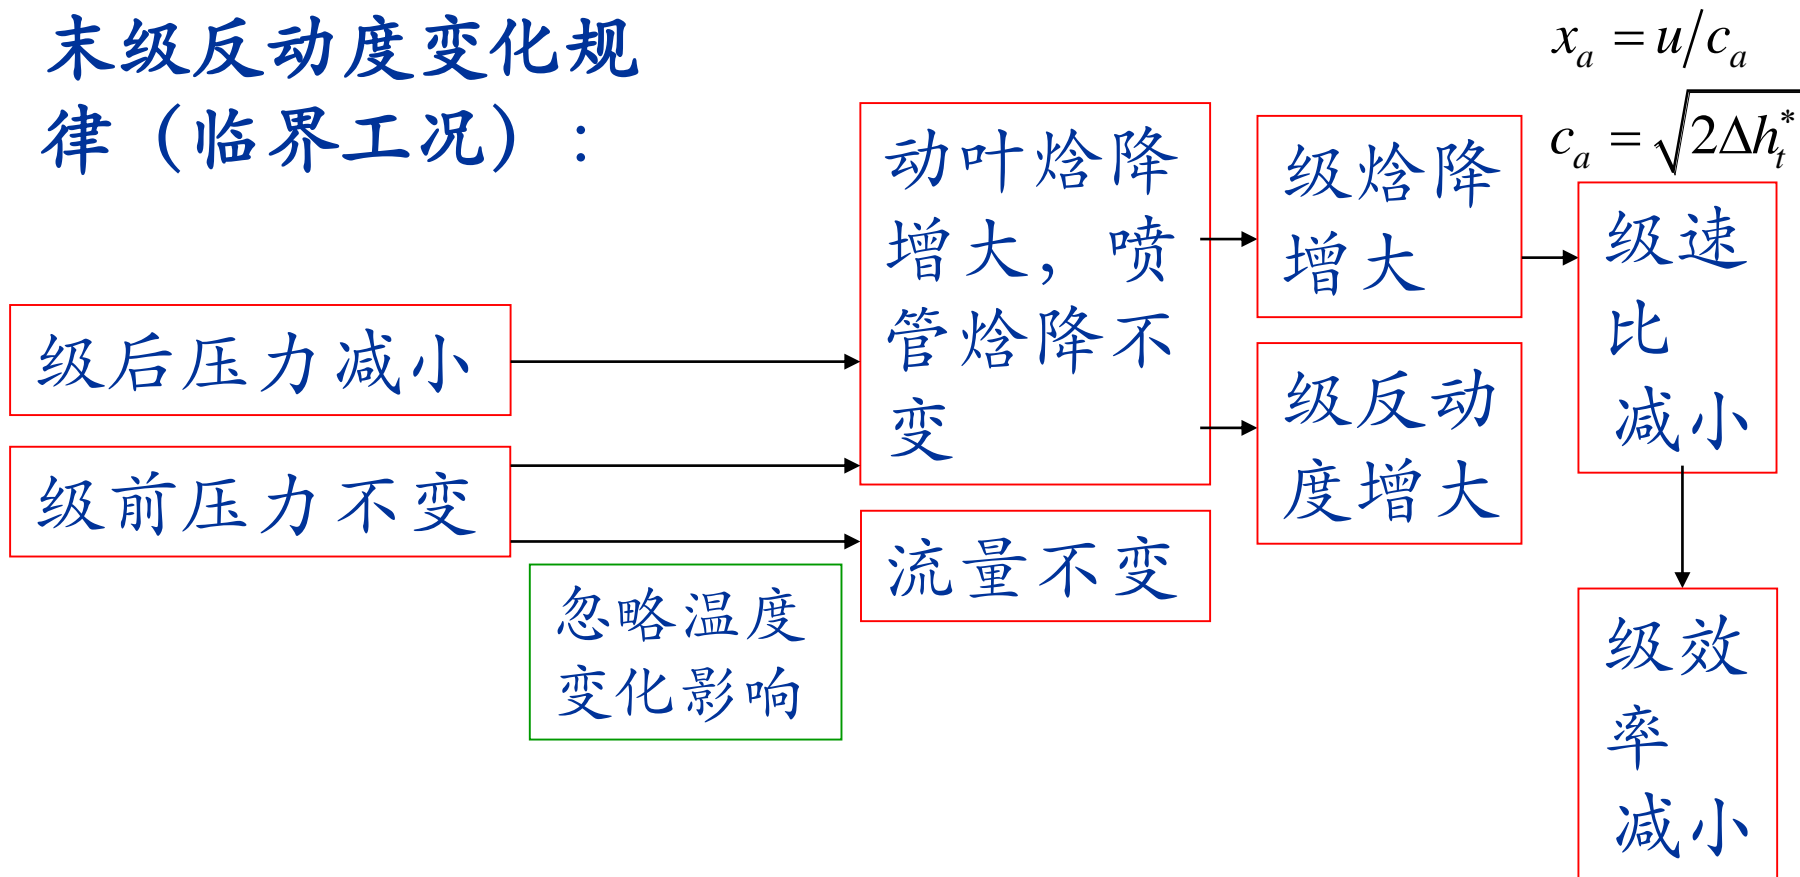 末级反动度变化规
律（临界工况）：
x_a = u/c_a
c_a = √(2Δh_t^*)
级后压力减小
级前压力不变
忽略温度
变化影响
动叶焓降
增大，喷
管焓降不
变
流量不变
级焓降
增大
级反动
度增大
级速
比
减小
级效
率
减小